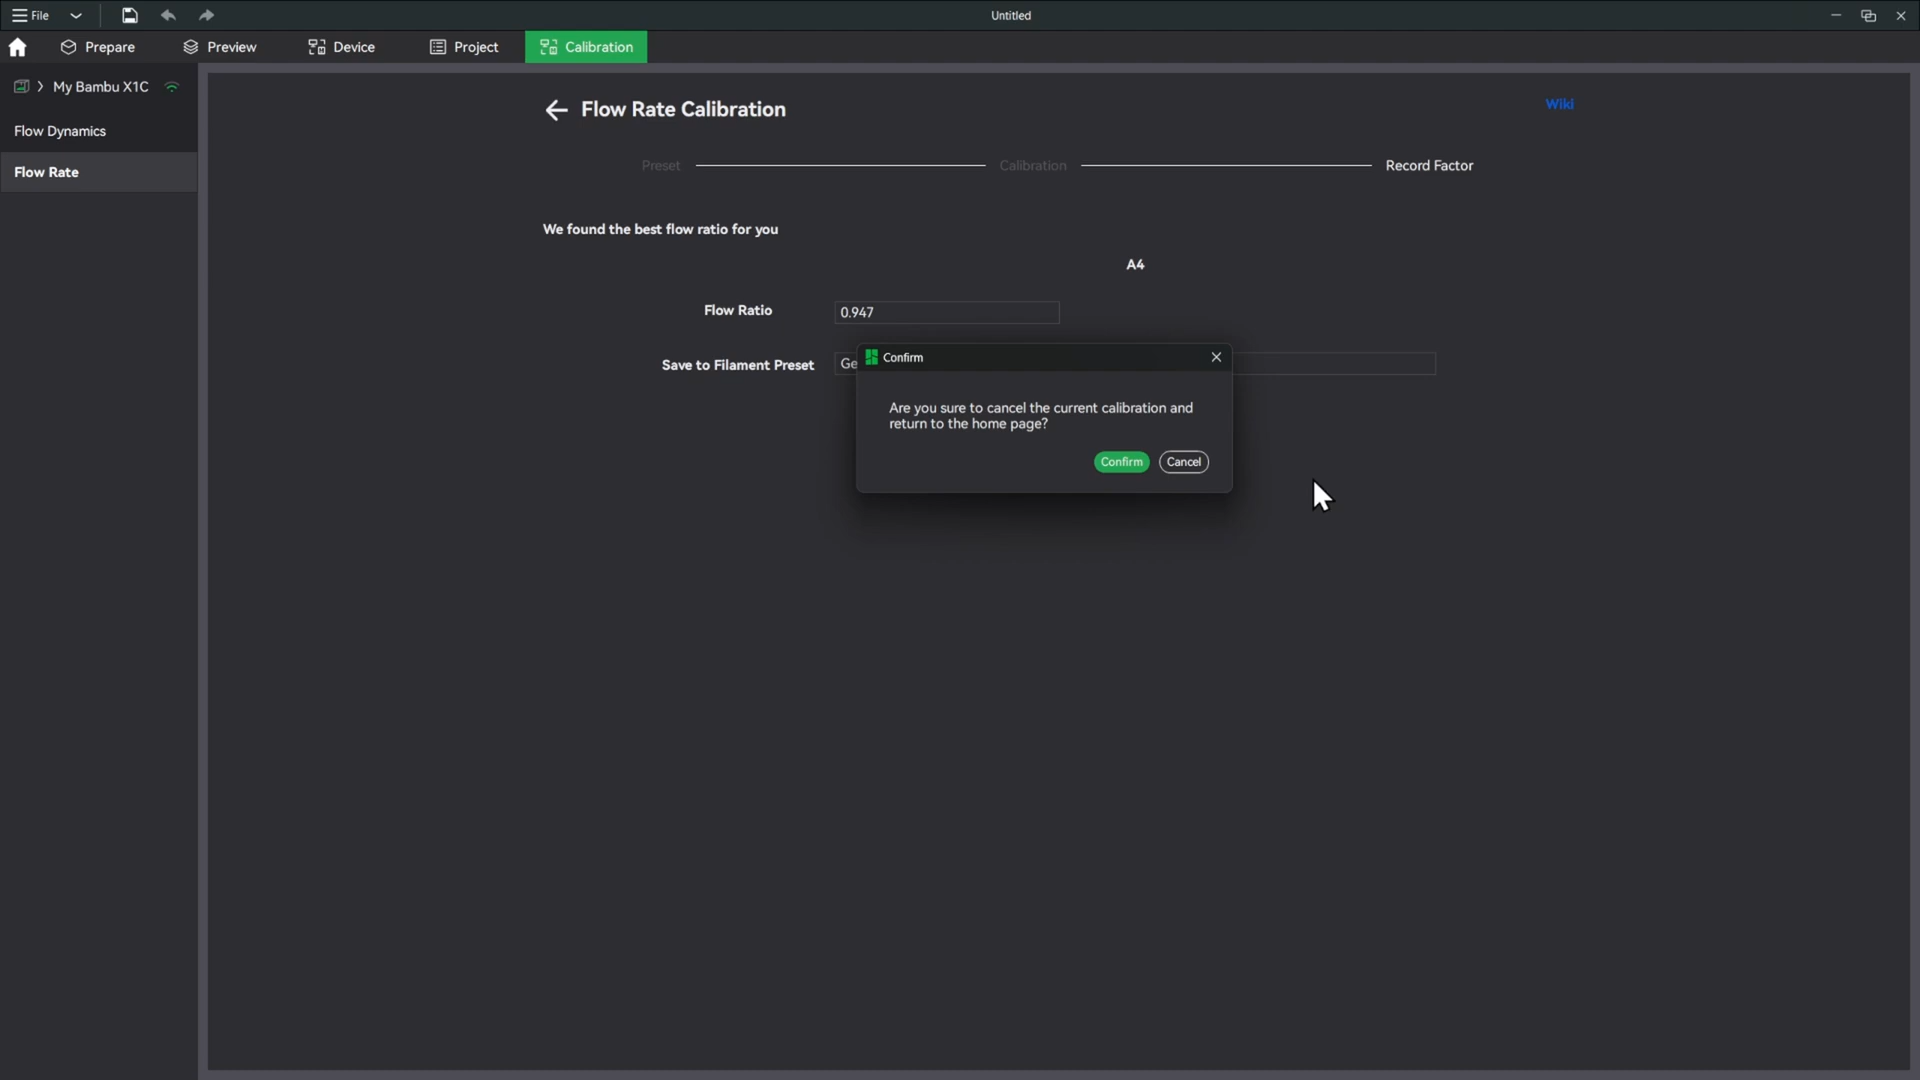 File
Untitled
Prepare
Preview
Device
Project
Calibration
My Bambu X1C
Flow Dynamics
Flow Rate
Flow Rate Calibration
Wiki
Preset
Calibration
Record Factor
We found the best flow ratio for you
A4
Flow Ratio
0.947
Save to Filament Preset
Ge
Confirm
Are you sure to cancel the current calibration and
return to the home page?
Confirm
Cancel